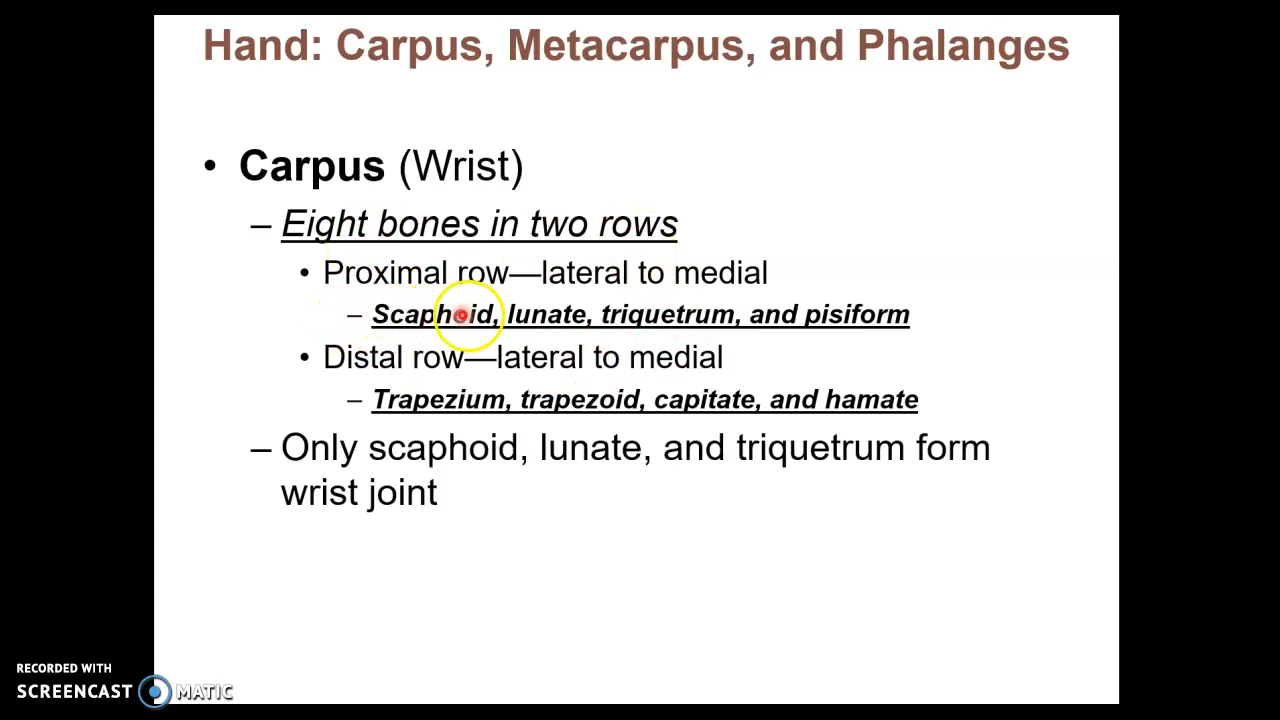 Hand: Carpus, Metacarpus, and Phalanges
• Carpus (Wrist)
– Eight bones in two rows
• Proximal row—lateral to medial
– Scaphoid, lunate, triquetrum, and pisiform
• Distal row—lateral to medial
– Trapezium, trapezoid, capitate, and hamate
– Only scaphoid, lunate, and triquetrum form
wrist joint
RECORDED WITH
SCREENCAST MATIC